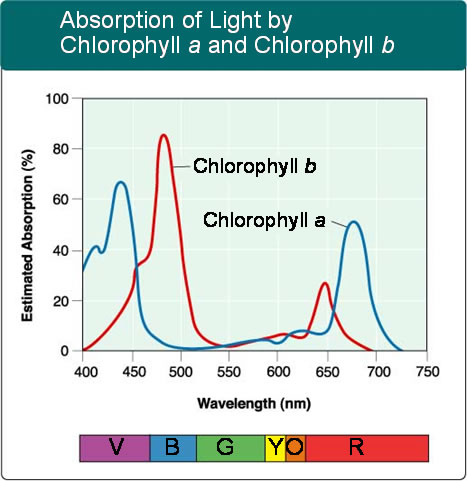 Absorption of Light by
Chlorophyll a and Chlorophyll b
100
80
60
40
20
0
Estimated Absorption (%)
Chlorophyll b
Chlorophyll a
400
450
500
550
600
650
700
750
Wavelength (nm)
V B G Y O R